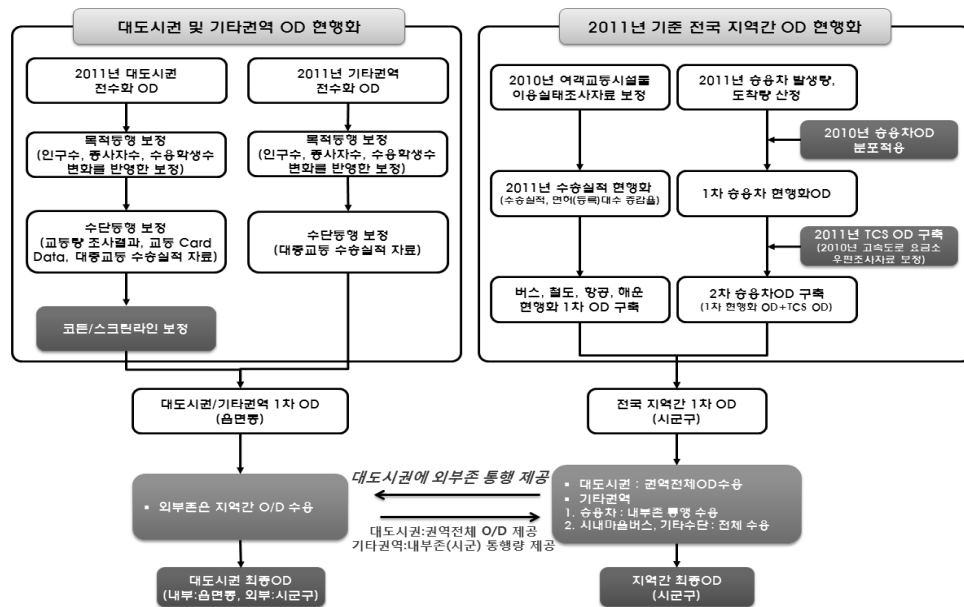 대도시권 및 기타권역 OD 현행화
2011년 대도시권
전수화 OD
2011년 기타권역
전수화 OD
목적통행 보정
(인구수, 종사자수, 수용학생수
변화를 반영한 보정)
목적통행 보정
(인구수, 종사자수, 수용학생수
변화를 반영한 보정)
수단통행 보정
(교통량 조사결과, 교통 Card
Data, 대중교통 수송실적 자료)
수단통행 보정
(대중교통 수송실적 자료)
코든/스크린라인 보정
대도시권/기타권역 1차 OD
(읍면동)
▪ 외부존은 지역간 O/D 수용
대도시권 최종OD
(내부:읍면동, 외부:시군구)
대도시권에 외부존 통행 제공
대도시권:권역전체 O/D 제공
기타권역:내부존(시군) 통행량 제공
2011년 기준 전국 지역간 OD 현행화
2010년 여객교통시설물
이용실태조사자료 보정
2011년 승용차 발생량,
도착량 산정
2010년 승용차OD
분포적용
2011년 수송실적 현행화
(수송실적, 면허(등록)대수 증감율)
1차 승용차 현행화OD
2011년 TCS OD 구축
(2010년 고속도로 요금소
우편조사자료 보정)
버스, 철도, 항공, 해운
현행화 1차 OD 구축
2차 승용차OD 구축
(1차 현행화 OD+TCS OD)
전국 지역간 1차 OD
(시군구)
▪ 대도시권 : 권역전체OD수용
▪ 기타권역
1. 승용차 : 내부존 통행 수용
2. 시내마을버스, 기타수단 : 전체 수용
지역간 최종OD
(시군구)